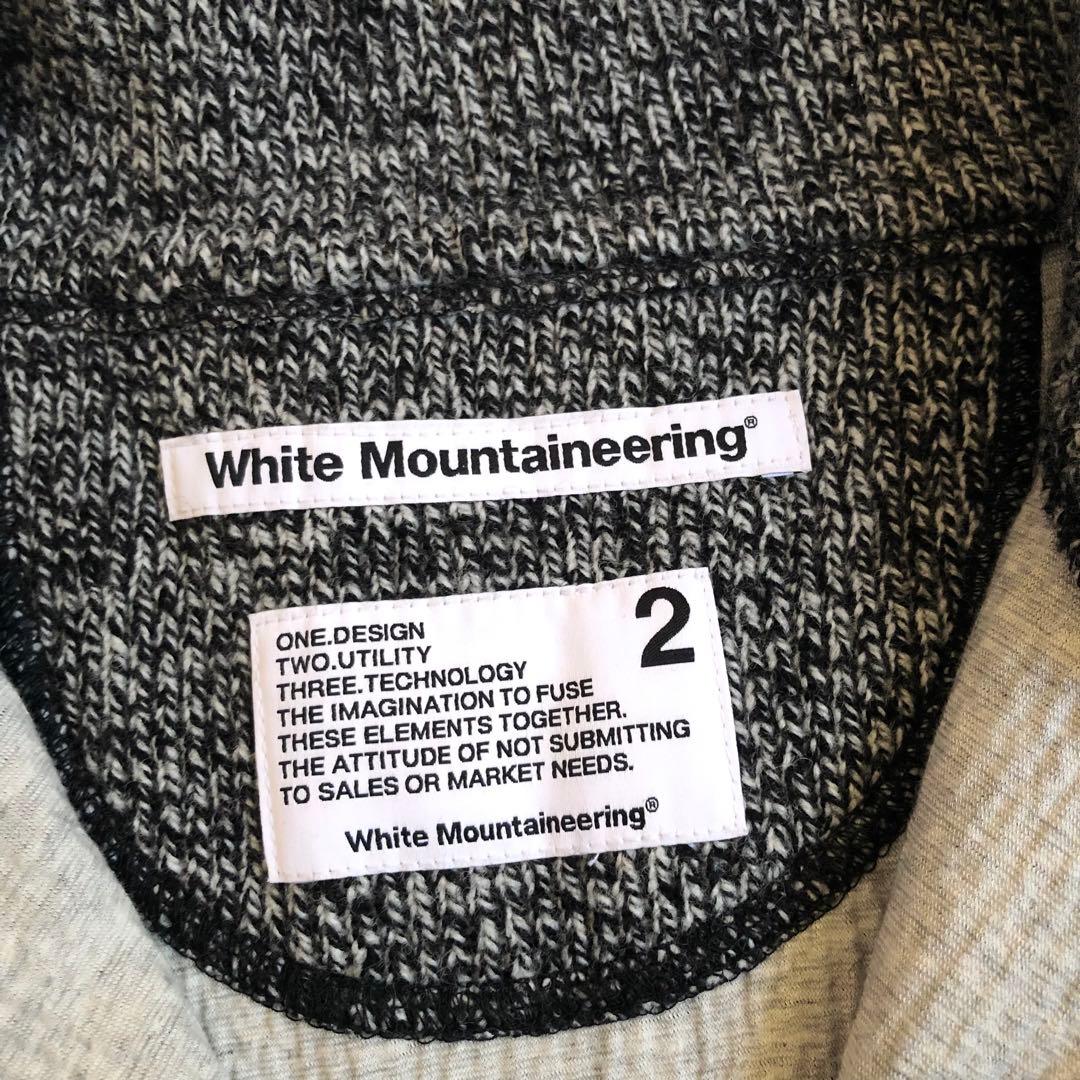 White Mountaineering®
2
ONE.DESIGN
TWO.UTILITY
THREE.TECHNOLOGY
THE IMAGINATION TO FUSE
THESE ELEMENTS TOGETHER.
THE ATTITUDE OF NOT SUBMITTING
TO SALES OR MARKET NEEDS.
White Mountaineering®